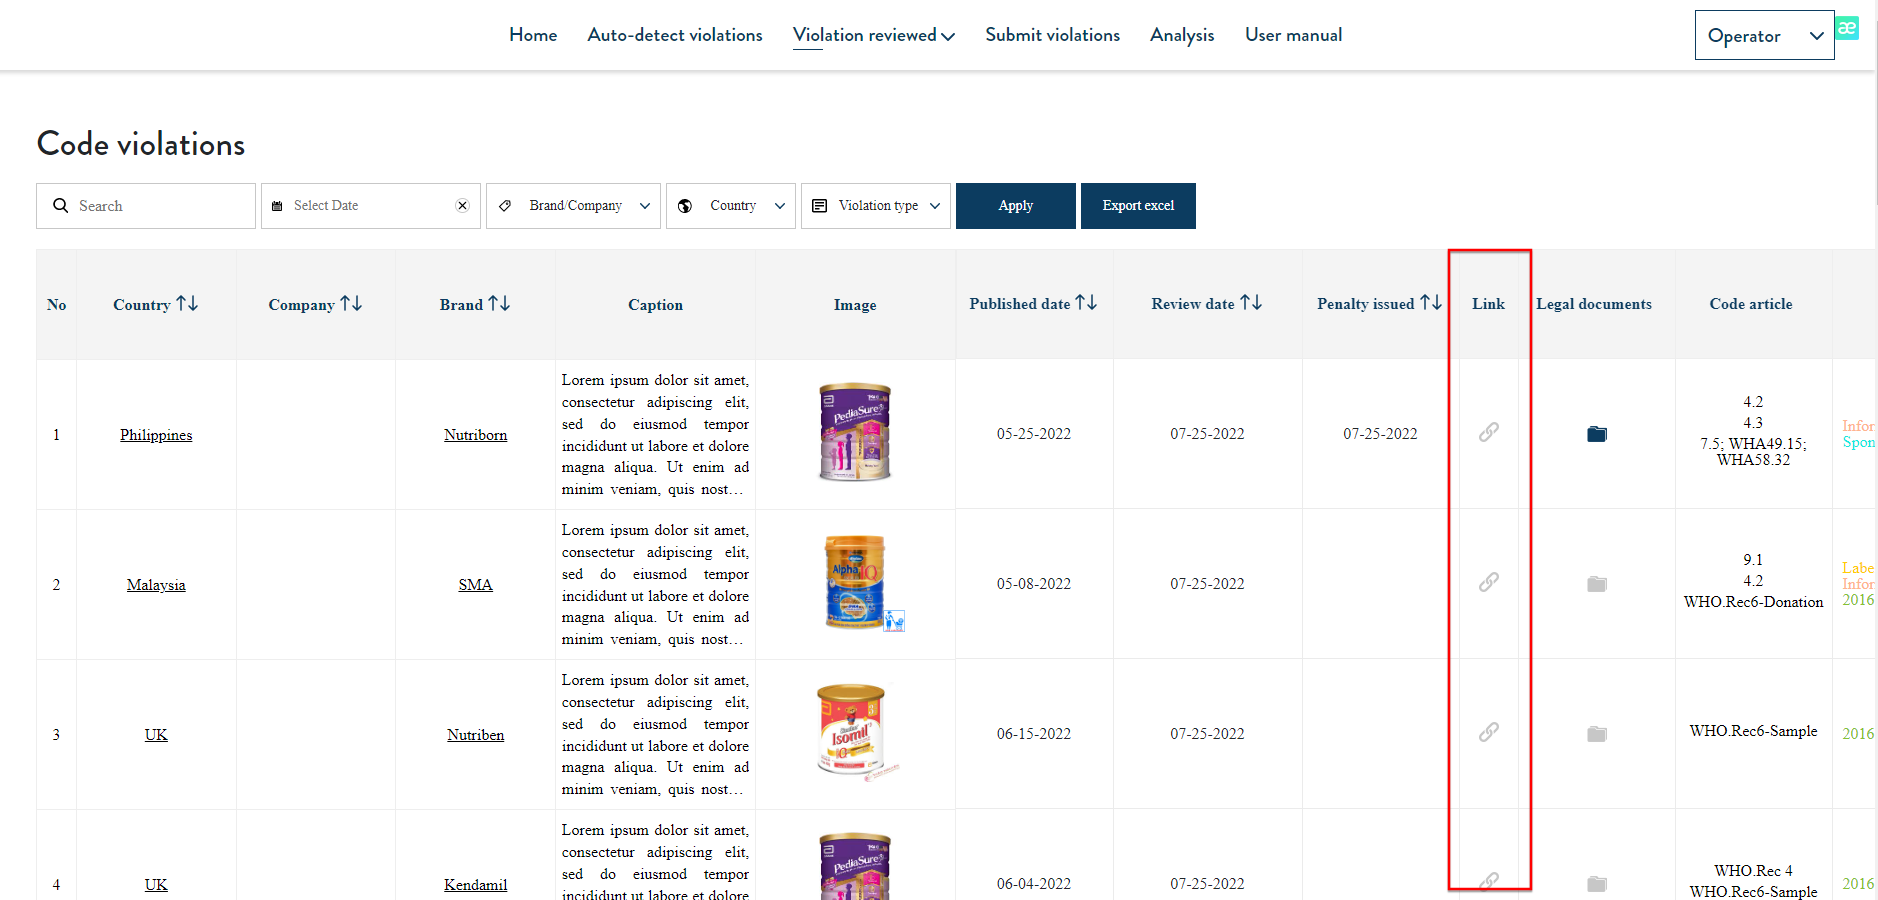 Home Auto-detect violations Violation reviewed Submit violations Analysis User manual Operator æ
Code violations
Search Select Date Brand/Company Country Violation type Apply Export excel
No Country Company Brand Caption Image Published date Review date Penalty issued Link Legal documents Code article
1 Philippines Nutriborn
Lorem ipsum dolor sit amet,
consectetur adipiscing elit,
sed do eiusmod tempor
incididunt ut labore et dolore
magna aliqua. Ut enim ad
minim veniam, quis nost...
PediaSure
05-25-2022 07-25-2022 07-25-2022
4.2
4.3
7.5; WHA49.15;
WHA58.32
Infor
Spon
2 Malaysia SMA
Lorem ipsum dolor sit amet,
consectetur adipiscing elit,
sed do eiusmod tempor
incididunt ut labore et dolore
magna aliqua. Ut enim ad
minim veniam, quis nost...
Alpha IQ
05-08-2022 07-25-2022
9.1
4.2
WHO.Rec6-Donation
Labe
Infor
2016
3 UK Nutriben
Lorem ipsum dolor sit amet,
consectetur adipiscing elit,
sed do eiusmod tempor
incididunt ut labore et dolore
magna aliqua. Ut enim ad
minim veniam, quis nost...
3
Isomil
IQ
06-15-2022 07-25-2022
WHO.Rec6-Sample
2016
4 UK Kendamil
Lorem ipsum dolor sit amet,
consectetur adipiscing elit,
sed do eiusmod tempor
incididunt ut labore et dolore
PediaSure
06-04-2022 07-25-2022
WHO.Rec 4
WHO.Rec6-Sample
2016